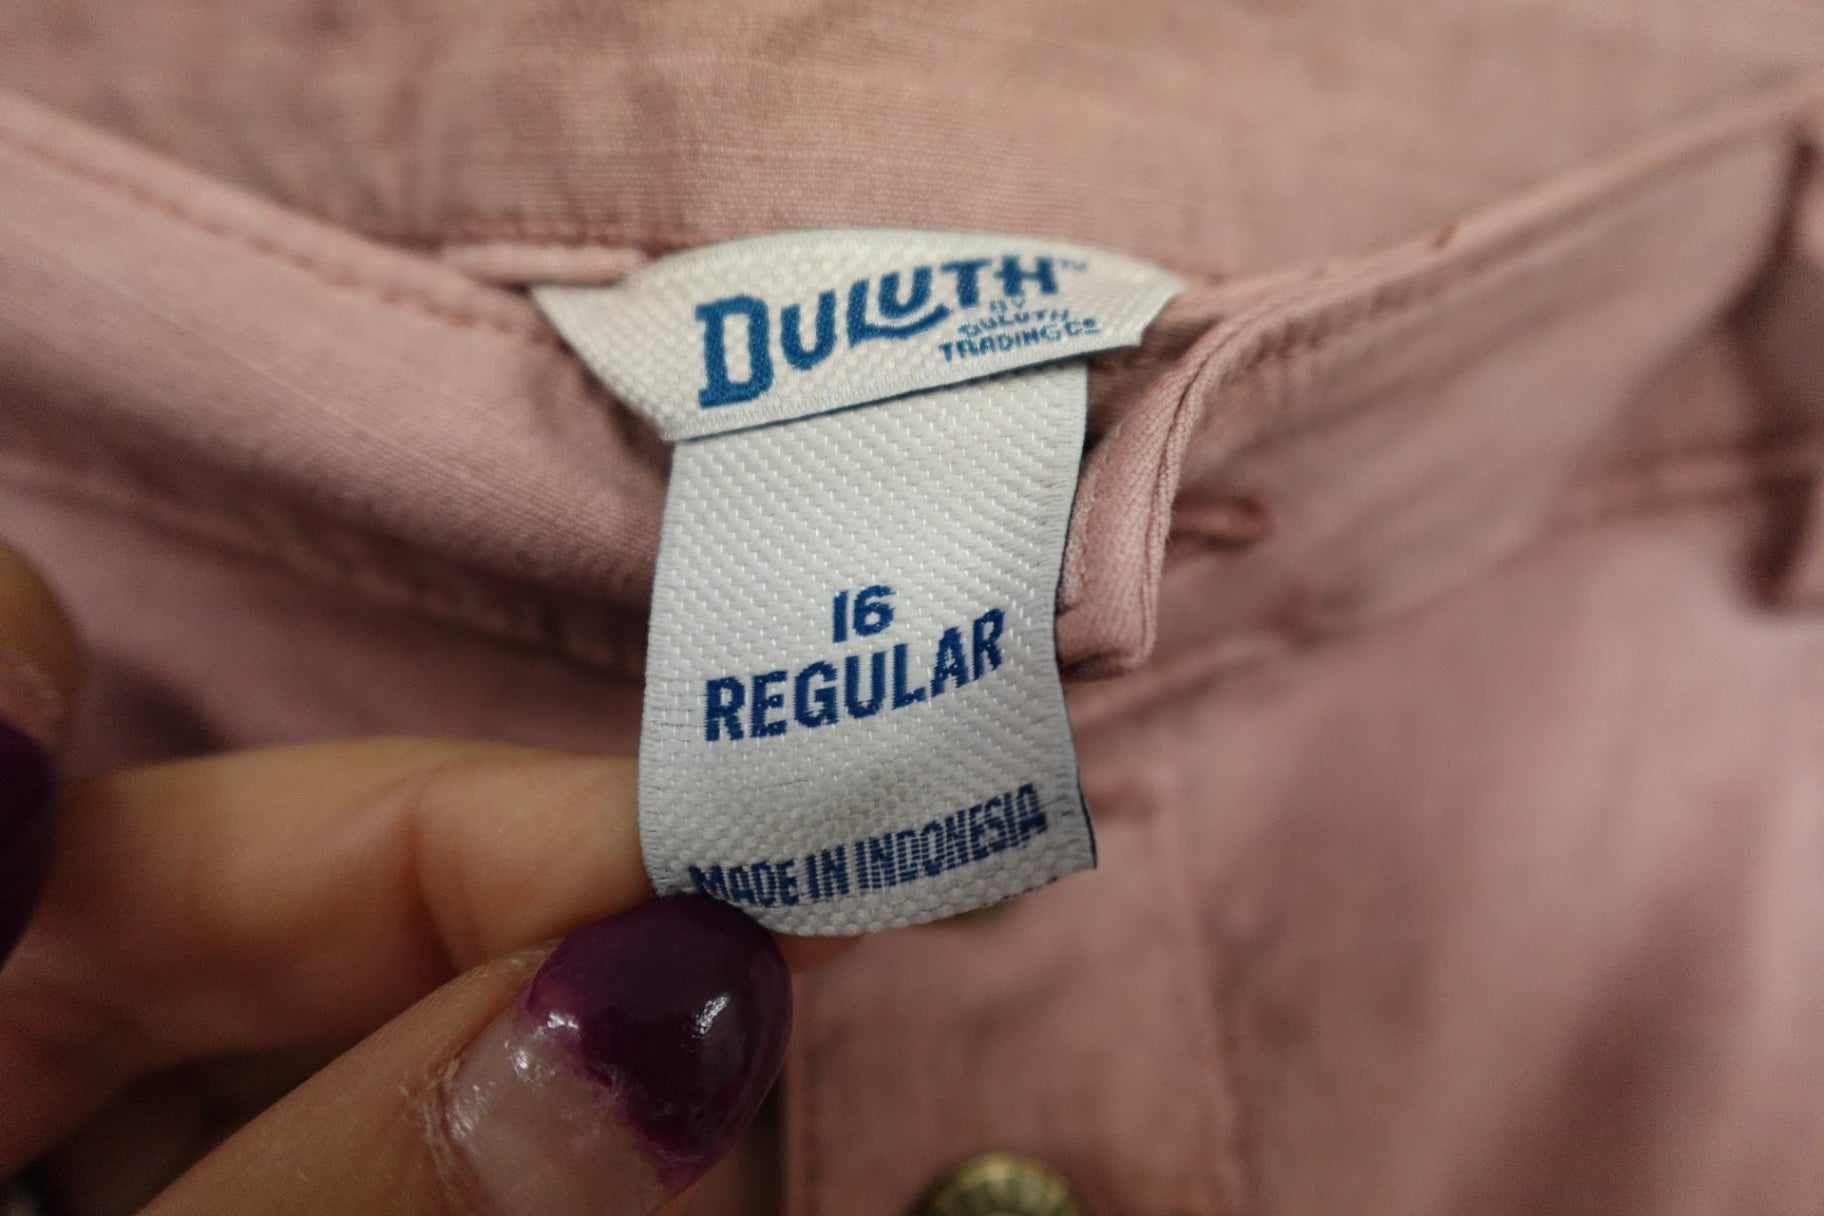 DULUTH™
BY
DULUTH
TRADING Co
16
REGULAR
MADE IN INDONESIA